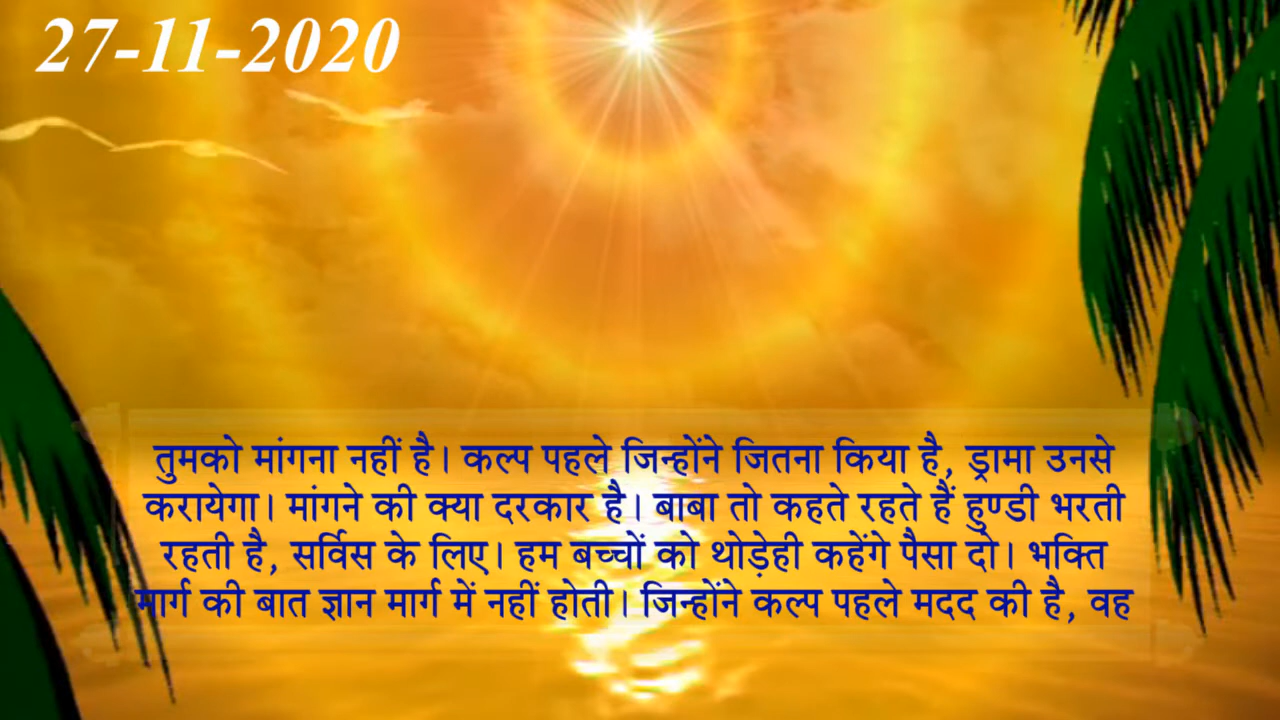 27-11-2020
तुमको मांगना नहीं है। कल्प पहले जिन्होंने जितना किया है, ड्रामा उनसे
करायेगा। मांगने की क्या दरकार है। बाबा तो कहते रहते हैं हुण्डी भरती
रहती है, सर्विस के लिए। हम बच्चों को थोड़ेही कहेंगे पैसा दो। भक्ति
मार्ग की बात ज्ञान मार्ग में नहीं होती। जिन्होंने कल्प पहले मदद की है, वह